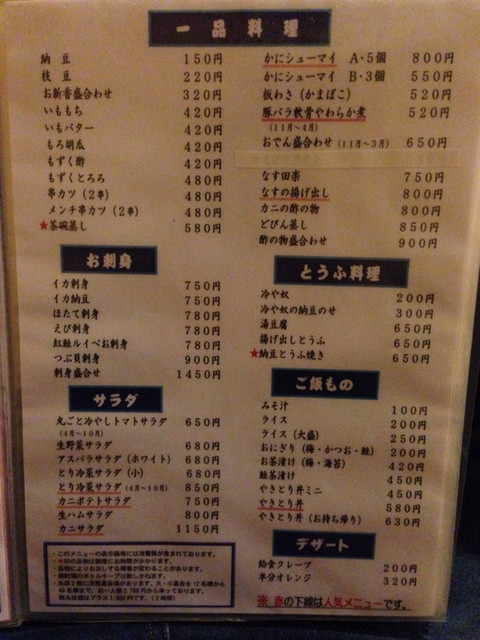 一品料理
納豆 150円
枝豆 220円
お新香盛合わせ 320円
いももち 420円
いもバター 420円
もろ胡瓜 420円
もずく酢 420円
もずくとろろ 480円
串カツ(2串) 480円
メンチ串カツ(2串) 480円
★茶碗蒸し 580円
かにシューマイ A・5個 800円
かにシューマイ B・3個 550円
板わさ(かまぼこ) 520円
豚バラ軟骨やわらか煮 520円
(11月〜4月)
おでん盛合わせ(11月〜3月) 650円
なす田楽 750円
なすの揚げ出し 800円
カニの酢の物 800円
どびん蒸し 850円
酢の物盛合わせ 900円
お刺身
イカ刺身 750円
イカ納豆 750円
ほたて刺身 780円
えび刺身 780円
紅鮭ルイベお刺身 780円
つぶ貝刺身 900円
刺身盛合せ 1450円
とうふ料理
冷や奴 200円
冷や奴の納豆のせ 300円
湯豆腐 650円
揚げ出しとうふ 650円
★納豆とうふ焼き 650円
サラダ
丸ごと冷やしトマトサラダ 650円
(4月〜10月)
生野菜サラダ 680円
アスパラサラダ(ホワイト) 680円
とり冷菜サラダ(小) 680円
とり冷菜サラダ(4月〜10月) 850円
カニポテトサラダ 750円
生ハムサラダ 800円
カニサラダ 1150円
ご飯もの
みそ汁 100円
ライス 200円
ライス(大盛) 250円
おにぎり(梅・かつお・鮭) 200円
お茶漬け(梅・海苔) 420円
鮭茶漬け 450円
やきとり丼ミニ 450円
やきとり丼 580円
やきとり丼(お持ち帰り) 630円
デザート
給食クレープ 200円
半分オレンジ 320円
・このメニューの表示価格には消費税が含まれております。
※赤の下線は人気メニューです。